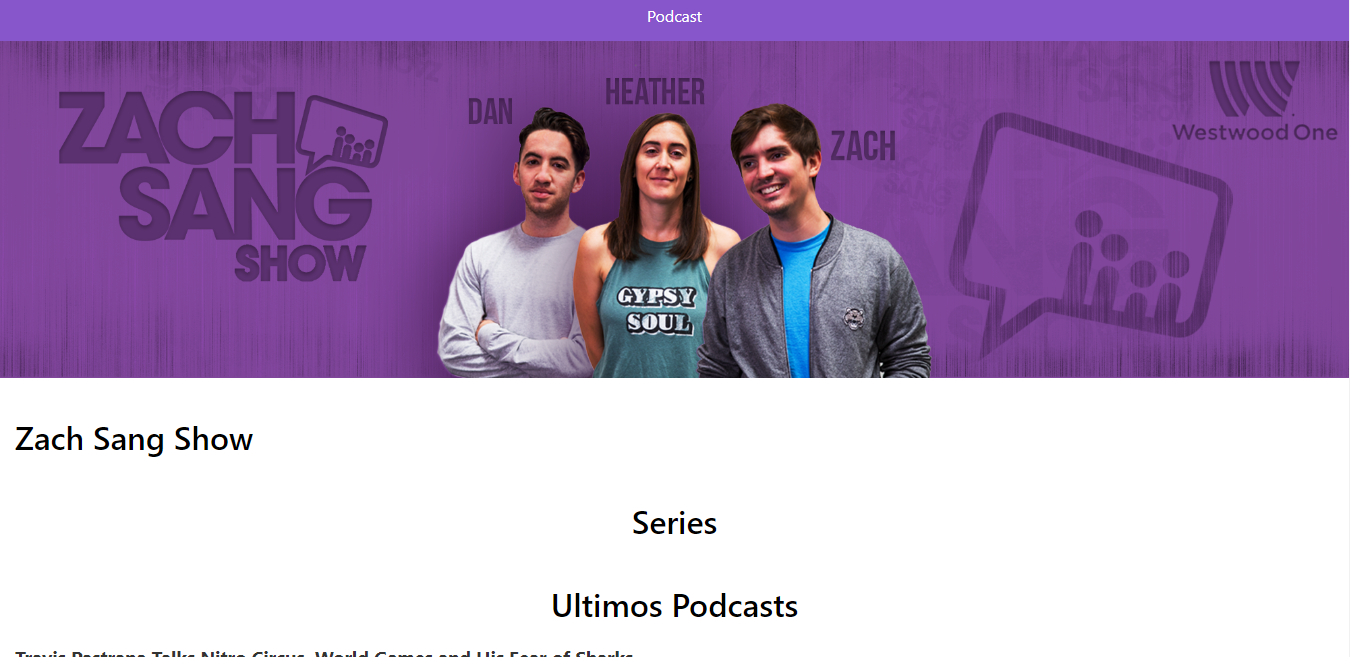 Podcast
ZACH
SANG
SHOW
DAN
HEATHER
ZACH
Westwood One
GYPSY
SOUL
Zach Sang Show
Series
Ultimos Podcasts
Travis Pastrana Talks Nitro Circus, World Games and His Fear of Sharks